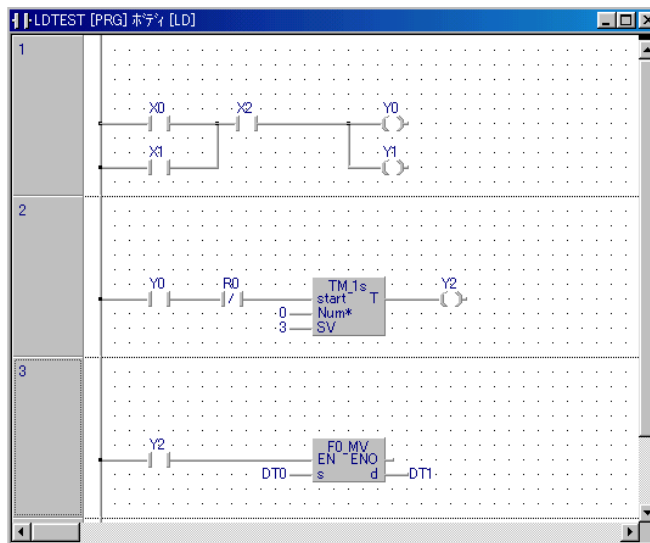 LDTEST [PRG] ボディ [LD]
1
X0 X2 Y0
X1 Y1
2
Y0 R0 TM_1s Y2
start T
0 Num*
3 SV
3
Y2 F0_MV
EN ENO
DT0 s d DT1